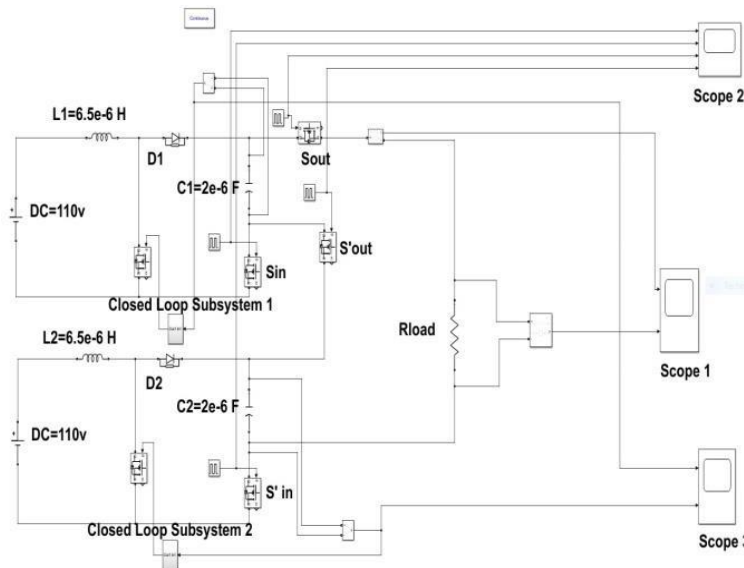 Scope 2
L1=6.5e-6 H
D1
Sout
C1=2e-6 F
DC=110v
S'out
Sin
Closed Loop Subsystem 1
L2=6.5e-6 H
Rload
Scope 1
D2
C2=2e-6 F
DC=110v
S' in
Closed Loop Subsystem 2
Scope 3